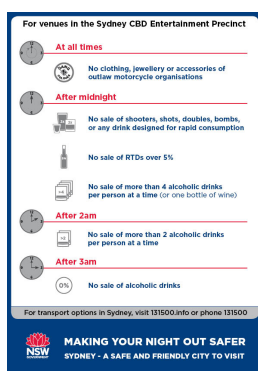 For venues in the Sydney CBD Entertainment Precinct
At all times
No clothing, jewellery or accessories of
outlaw motorcycle organisations
After midnight
No sale of shooters, shots, doubles, bombs,
or any drink designed for rapid consumption
No sale of RTDs over 5%
>4
No sale of more than 4 alcoholic drinks
per person at a time (or one bottle of wine)
After 2am
>2
No sale of more than 2 alcoholic drinks
per person at a time
After 3am
0%
No sale of alcoholic drinks
For transport options in Sydney, visit 131500.info or phone 131500
NSW
MAKING YOUR NIGHT OUT SAFER
SYDNEY - A SAFE AND FRIENDLY CITY TO VISIT